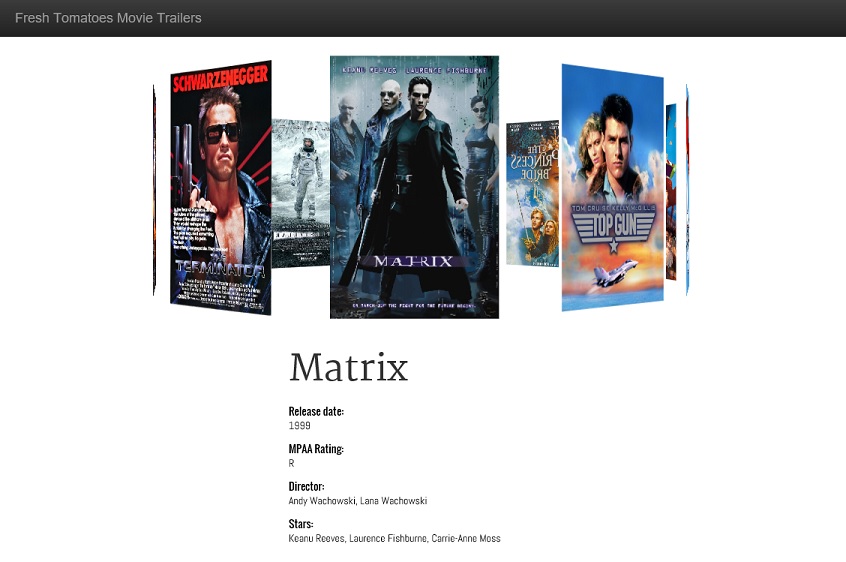 Fresh Tomatoes Movie Trailers
SCHWARZENEGGER
THE
TERMINATOR
KEANU REEVES LAURENCE FISHBURNE
MATRIX
THE
PRINCESS
BRIDE
TOM CRUISE KELLY McGILLIS
TOP GUN
Matrix
Release date:
1999
MPAA Rating:
R
Director:
Andy Wachowski, Lana Wachowski
Stars:
Keanu Reeves, Laurence Fishburne, Carrie-Anne Moss